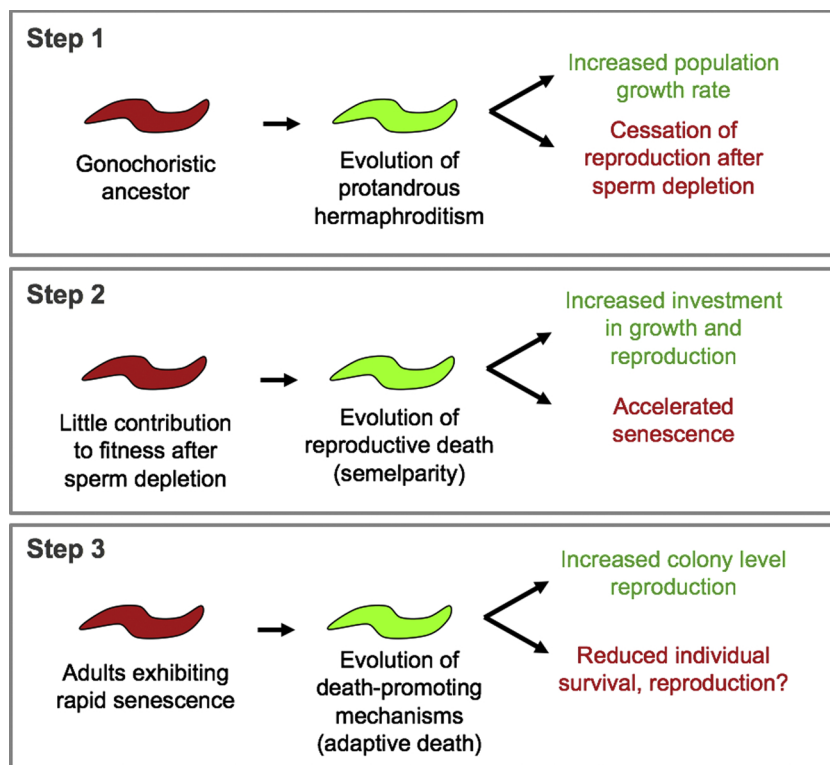 Step 1
Gonochoristic
ancestor
Evolution of
protandrous
hermaphroditism
Increased population
growth rate
Cessation of
reproduction after
sperm depletion
Step 2
Little contribution
to fitness after
sperm depletion
Evolution of
reproductive death
(semelparity)
Increased investment
in growth and
reproduction
Accelerated
senescence
Step 3
Adults exhibiting
rapid senescence
Evolution of
death-promoting
mechanisms
(adaptive death)
Increased colony level
reproduction
Reduced individual
survival, reproduction?